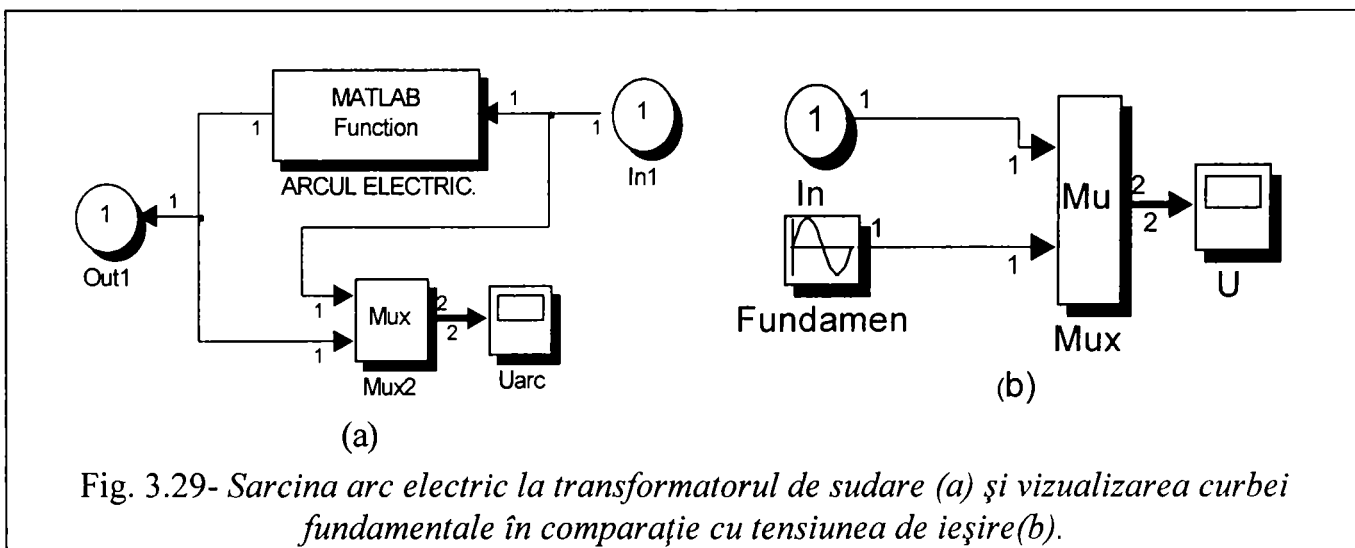 MATLAB
Function
1
1
1
1
In1
ARCUL ELECTRIC.
1
1
Out1
1
1
Mux
2
2
Mux2
Uarc
(a)
1
1
In
1
Mu
2
2
1
1
Fundamen
Mux
U
(b)
Fig. 3.29- Sarcina arc electric la transformatorul de sudare (a) şi vizualizarea curbei
fundamentale în comparaţie cu tensiunea de ieşire(b).